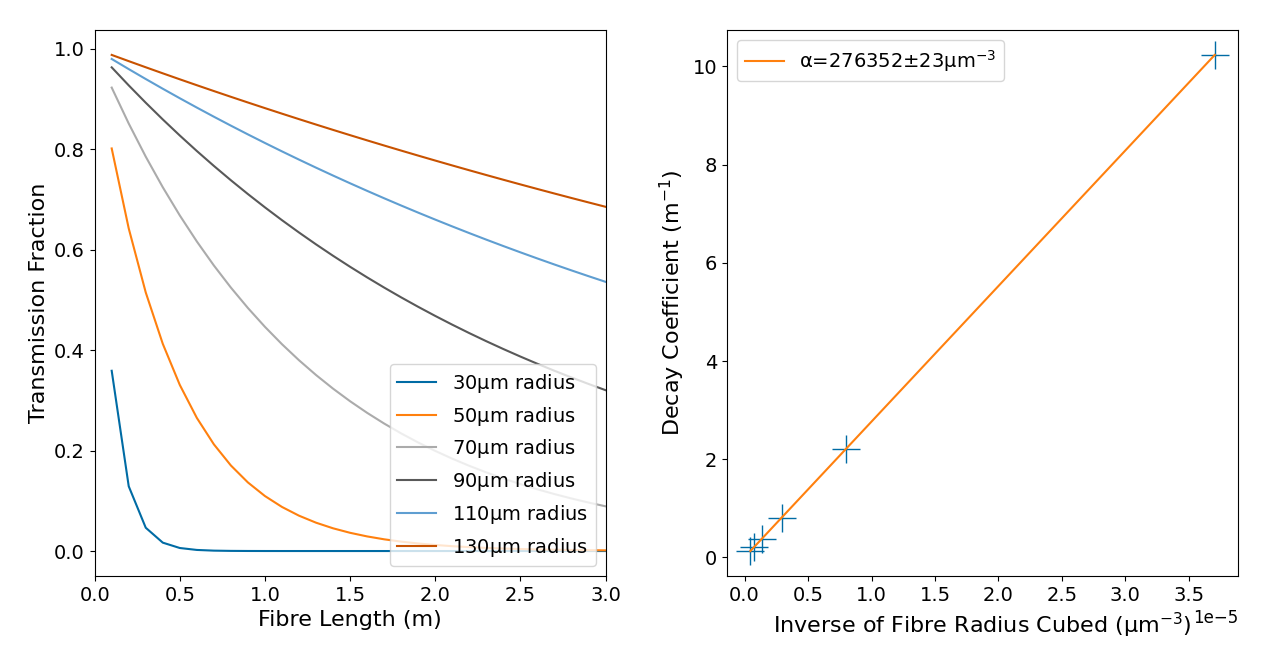 1.0
0.8
0.6
0.4
0.2
0.0
Transmission Fraction
0.0 0.5 1.0 1.5 2.0 2.5 3.0
Fibre Length (m)
30μm radius
50μm radius
70μm radius
90μm radius
110μm radius
130μm radius
10
8
6
4
2
0
Decay Coefficient (m⁻¹)
α=276352±23μm⁻³
0.0 0.5 1.0 1.5 2.0 2.5 3.0 3.5
1e−5
Inverse of Fibre Radius Cubed (μm⁻³)